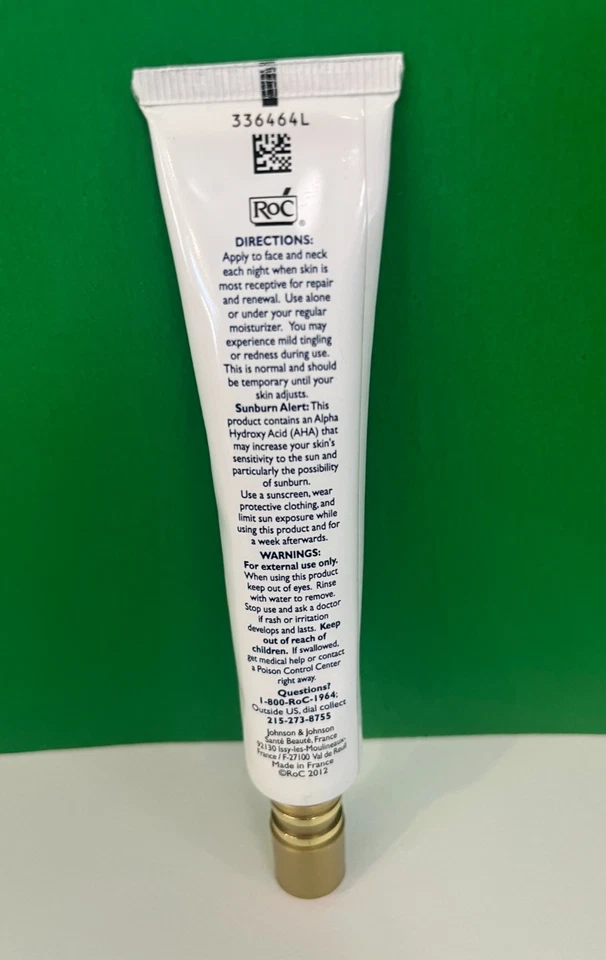 336464L
RoC
®
DIRECTIONS:
Apply to face and neck
each night when skin is
most receptive for repair
and renewal. Use alone
or under your regular
moisturizer. You may
experience mild tingling
or redness during use.
This is normal and should
be temporary until your
skin adjusts.
Sunburn Alert: This
product contains an Alpha
Hydroxy Acid (AHA) that
may increase your skin's
sensitivity to the sun and
particularly the possibility
of sunburn.
Use a sunscreen, wear
protective clothing, and
limit sun exposure while
using this product and for
a week afterwards.
WARNINGS:
For external use only.
When using this product
keep out of eyes. Rinse
with water to remove.
Stop use and ask a doctor
if rash or irritation
develops and lasts. Keep
out of reach of
children. If swallowed,
get medical help or contact
a Poison Control Center
right away.
Questions?
1-800-RoC-1964;
Outside US, dial collect
215-273-8755
Johnson & Johnson
Santé Beauté, France
92130 Issy-les-Moulineaux-
France / F-27100 Val de Reuil
Made in France
©RoC 2012